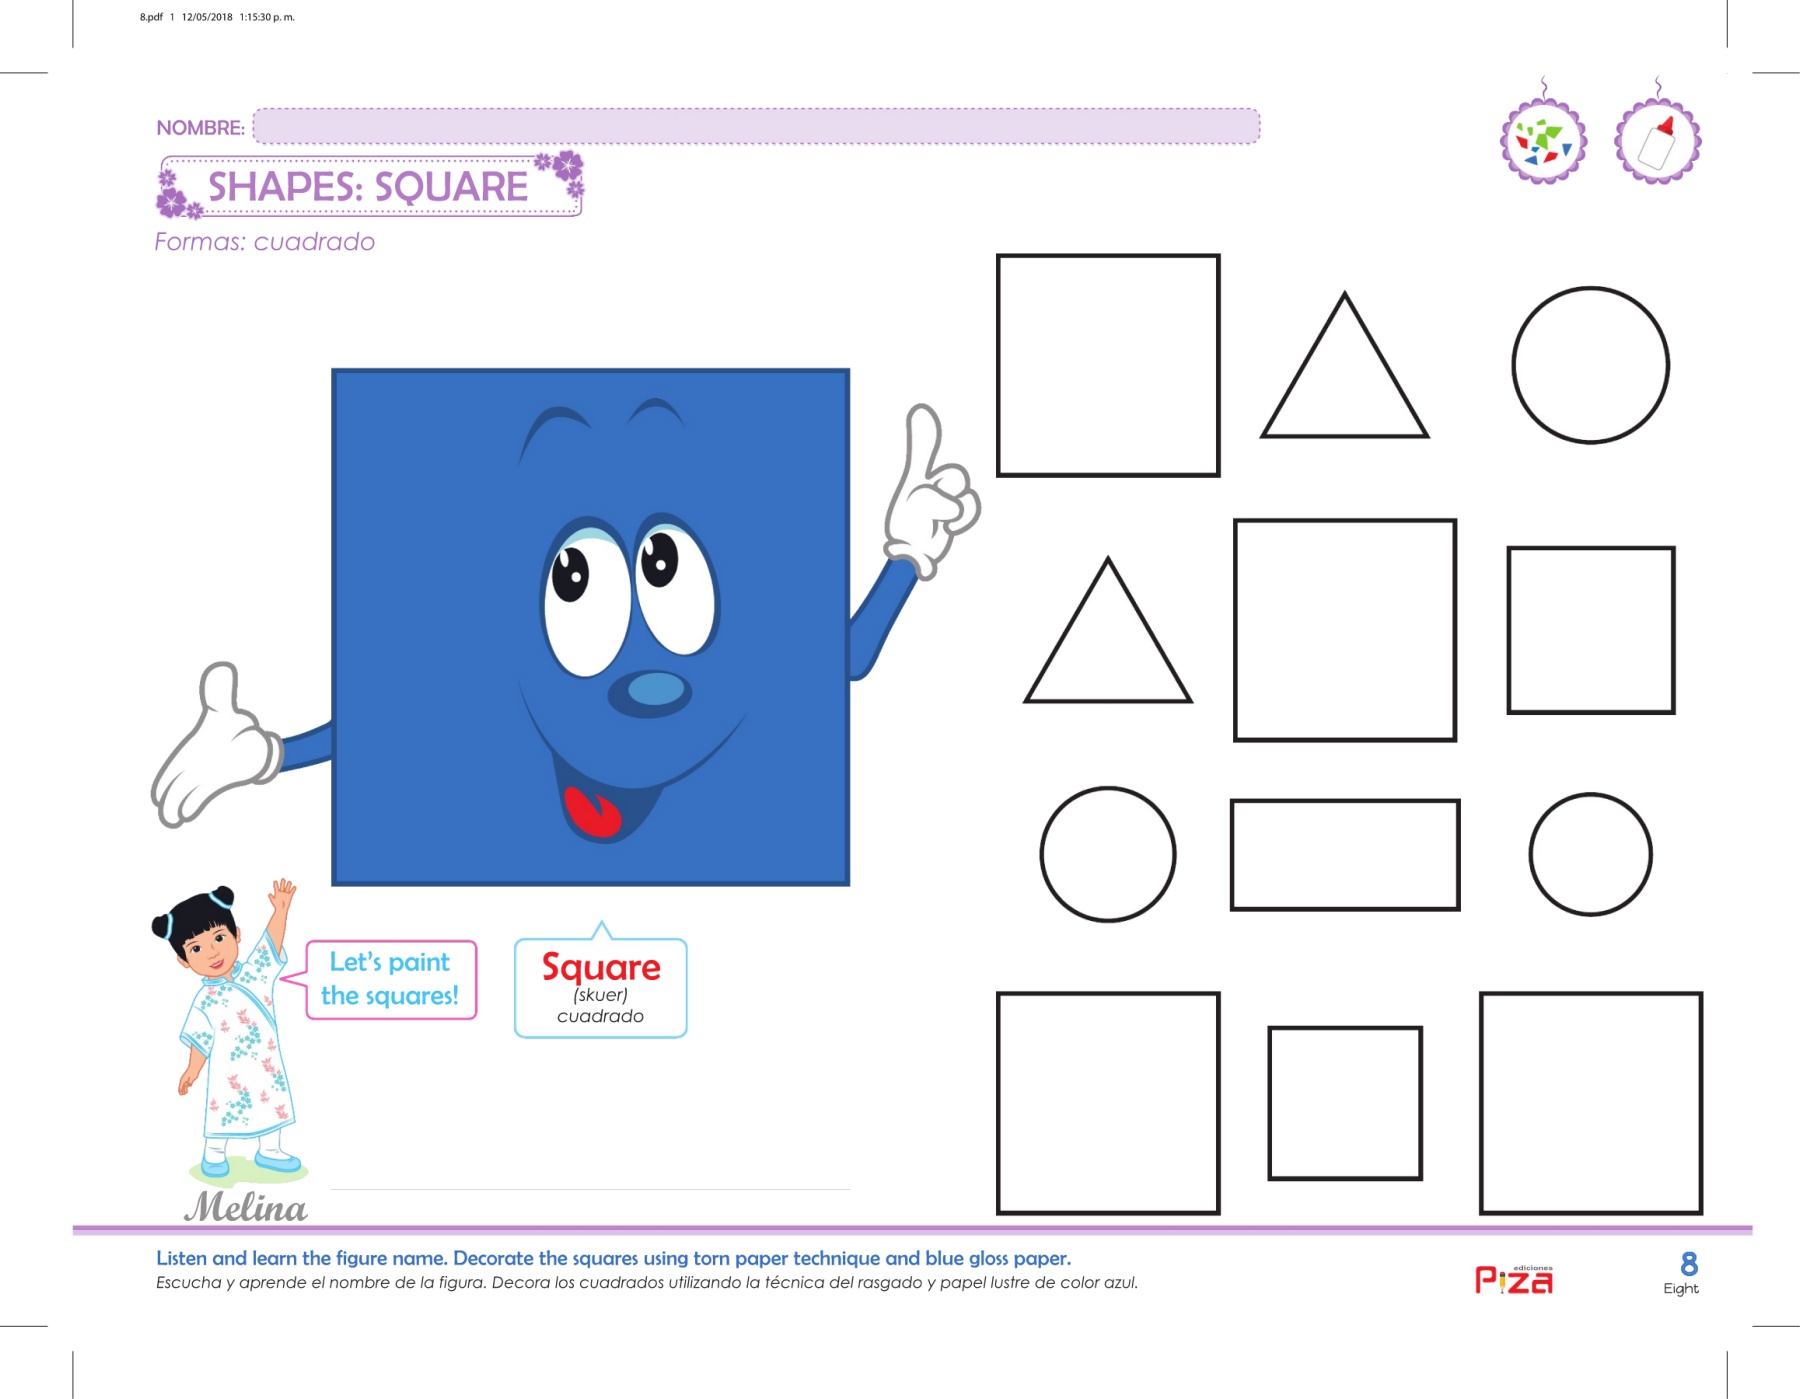 8.pdf 1 12/05/2018 1:15:30 p. m.
NOMBRE:
SHAPES: SQUARE
Formas: cuadrado
Let's paint
the squares!
Square
(skuer)
cuadrado
Melina
Listen and learn the figure name. Decorate the squares using torn paper technique and blue gloss paper.
Escucha y aprende el nombre de la figura. Decora los cuadrados utilizando la técnica del rasgado y papel lustre de color azul.
ediciones
Piza
8
Eight